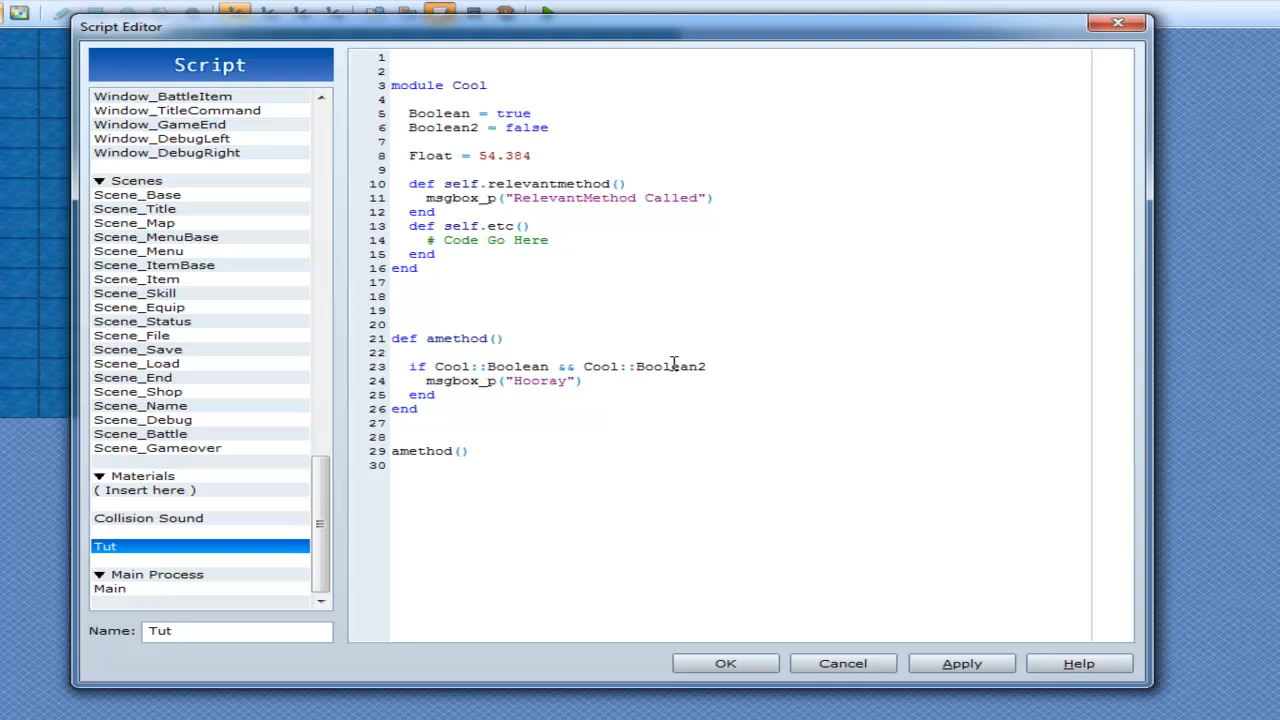 Script Editor
Script
Window_BattleItem
Window_TitleCommand
Window_GameEnd
Window_DebugLeft
Window_DebugRight
▼ Scenes
Scene_Base
Scene_Title
Scene_Map
Scene_MenuBase
Scene_Menu
Scene_ItemBase
Scene_Item
Scene_Skill
Scene_Equip
Scene_Status
Scene_File
Scene_Save
Scene_Load
Scene_End
Scene_Shop
Scene_Name
Scene_Debug
Scene_Battle
Scene_Gameover
▼ Materials
( Insert here )
Collision Sound
Tut
▼ Main Process
Main
Name: Tut
1
2
3 module Cool
4
5 Boolean = true
6 Boolean2 = false
7
8 Float = 54.384
9
10 def self.relevantmethod()
11 msgbox_p("RelevantMethod Called")
12 end
13 def self.etc()
14 # Code Go Here
15 end
16 end
17
18
19
20
21 def amethod()
22
23 if Cool::Boolean && Cool::Boolean2
24 msgbox_p("Hooray")
25 end
26 end
27
28
29 amethod()
30
OK Cancel Apply Help